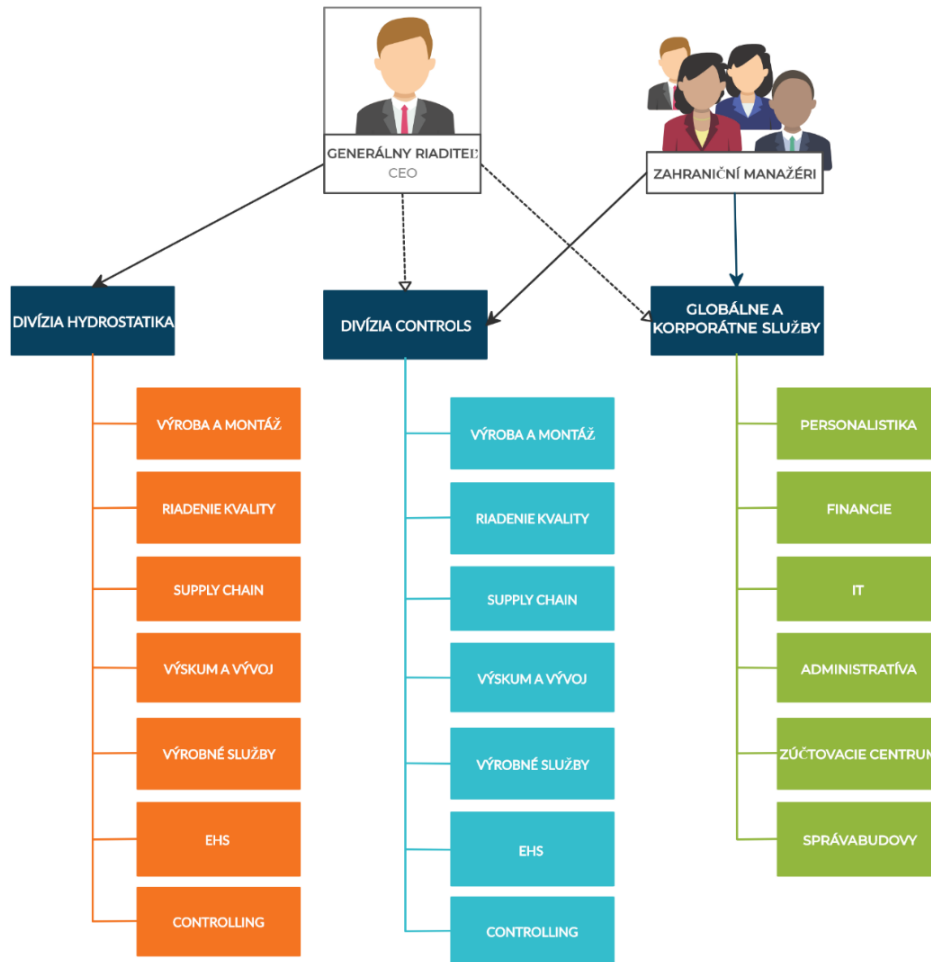 GENERÁLNY RIADITEĽ
CEO
ZAHRANIČNÍ MANAŽÉRI
DIVÍZIA HYDROSTATIKA
DIVÍZIA CONTROLS
GLOBÁLNE A
KORPORÁTNE SLUŽBY
VÝROBA A MONTÁŽ
RIADENIE KVALITY
SUPPLY CHAIN
VÝSKUM A VÝVOJ
VÝROBNÉ SLUŽBY
EHS
CONTROLLING
VÝROBA A MONTÁŽ
RIADENIE KVALITY
SUPPLY CHAIN
VÝSKUM A VÝVOJ
VÝROBNÉ SLUŽBY
EHS
CONTROLLING
PERSONALISTIKA
FINANCIE
IT
ADMINISTRATÍVA
ZÚČTOVACIE CENTRUM
SPRÁVABUDOVY